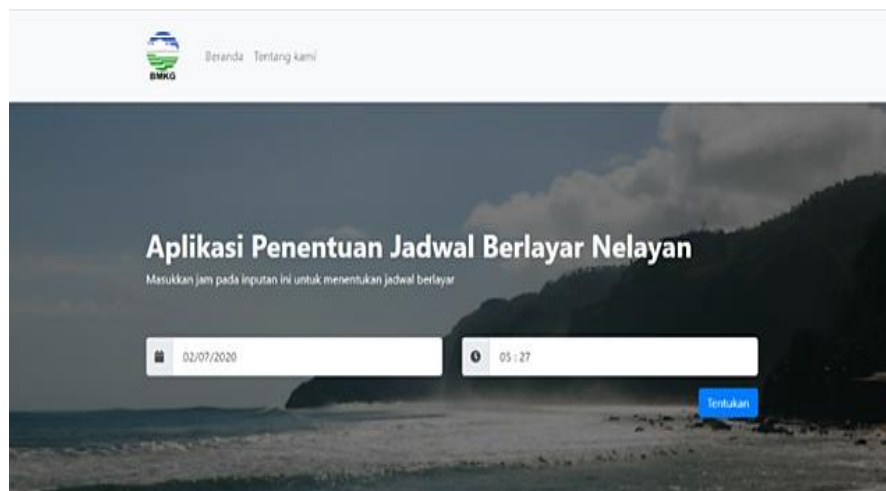 BMKG
Beranda Tentang kami
Aplikasi Penentuan Jadwal Berlayar Nelayan
Masukkan jam pada inputan ini untuk menentukan jadwal berlayar
02/07/2020
05 : 27
Tentukan